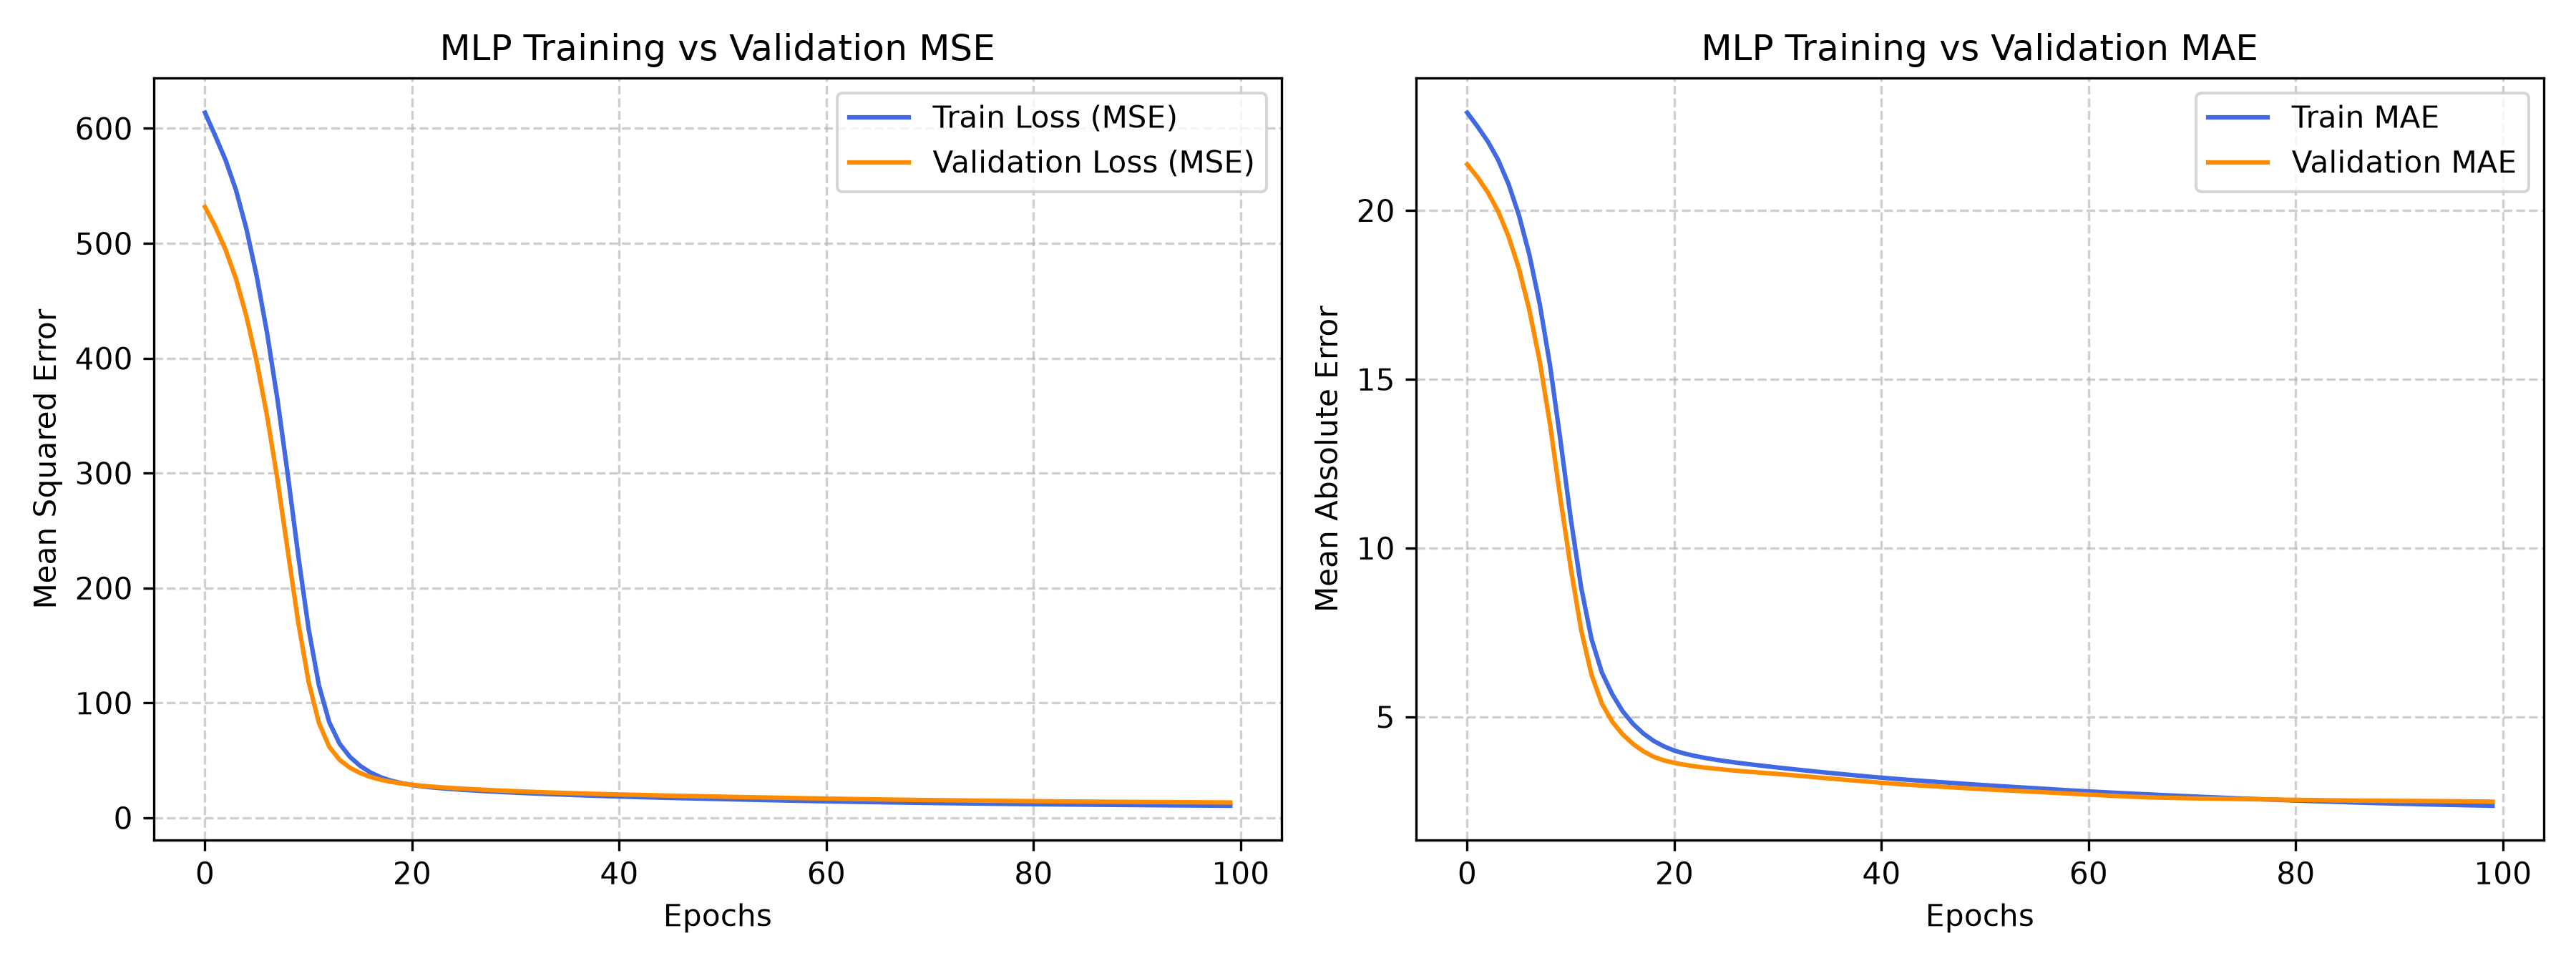 MLP Training vs Validation MSE
Mean Squared Error
600
500
400
300
200
100
0
Train Loss (MSE)
Validation Loss (MSE)
0 20 40 60 80 100
Epochs
MLP Training vs Validation MAE
Mean Absolute Error
20
15
10
5
Train MAE
Validation MAE
0 20 40 60 80 100
Epochs